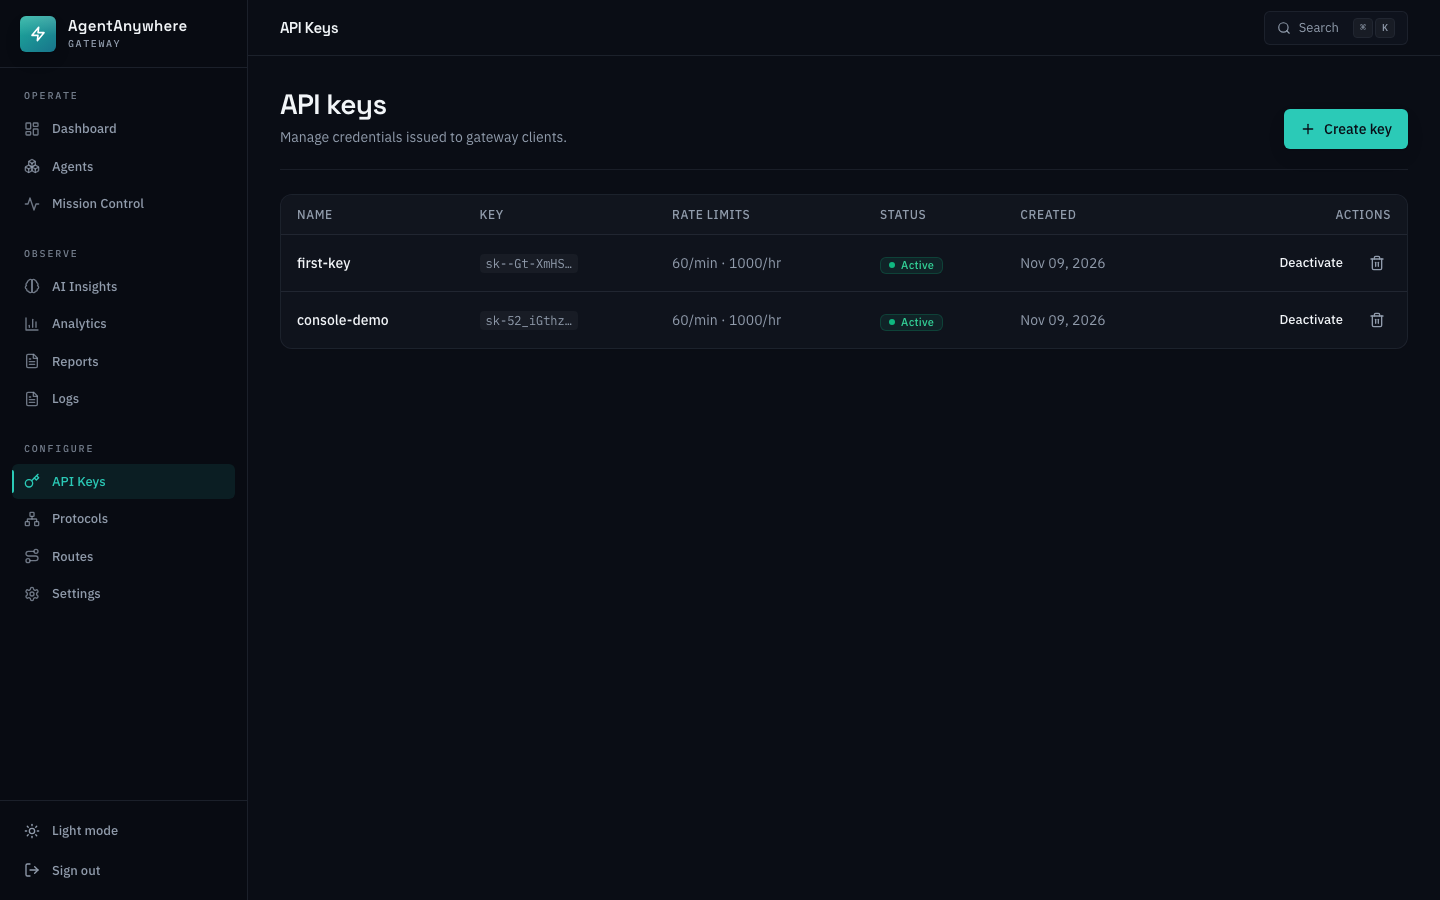 AgentAnywhere
GATEWAY
API Keys
Search ⌘ K
OPERATE
Dashboard
Agents
Mission Control
OBSERVE
AI Insights
Analytics
Reports
Logs
CONFIGURE
API Keys
Protocols
Routes
Settings
Light mode
Sign out
API keys
Manage credentials issued to gateway clients.
Create key
NAME KEY RATE LIMITS STATUS CREATED ACTIONS
first-key sk--Gt-XmHS… 60/min · 1000/hr Active Nov 09, 2026 Deactivate
console-demo sk-52_iGthz… 60/min · 1000/hr Active Nov 09, 2026 Deactivate